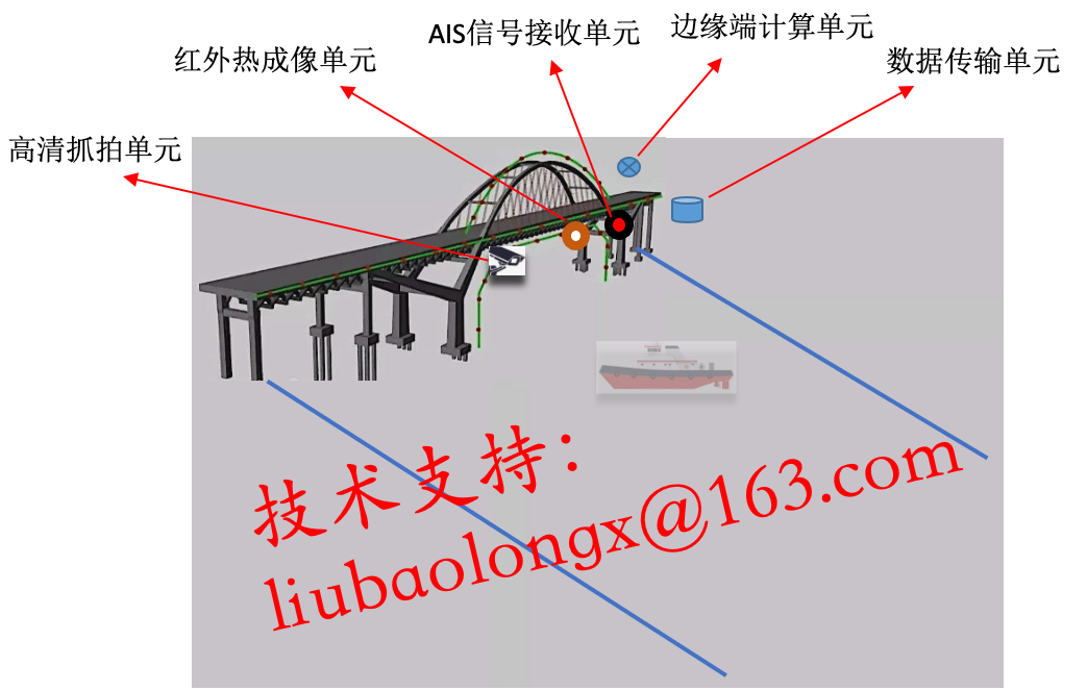 AIS信号接收单元
边缘端计算单元
红外热成像单元
数据传输单元
高清抓拍单元
技术支持：
liubaolongx@163.com